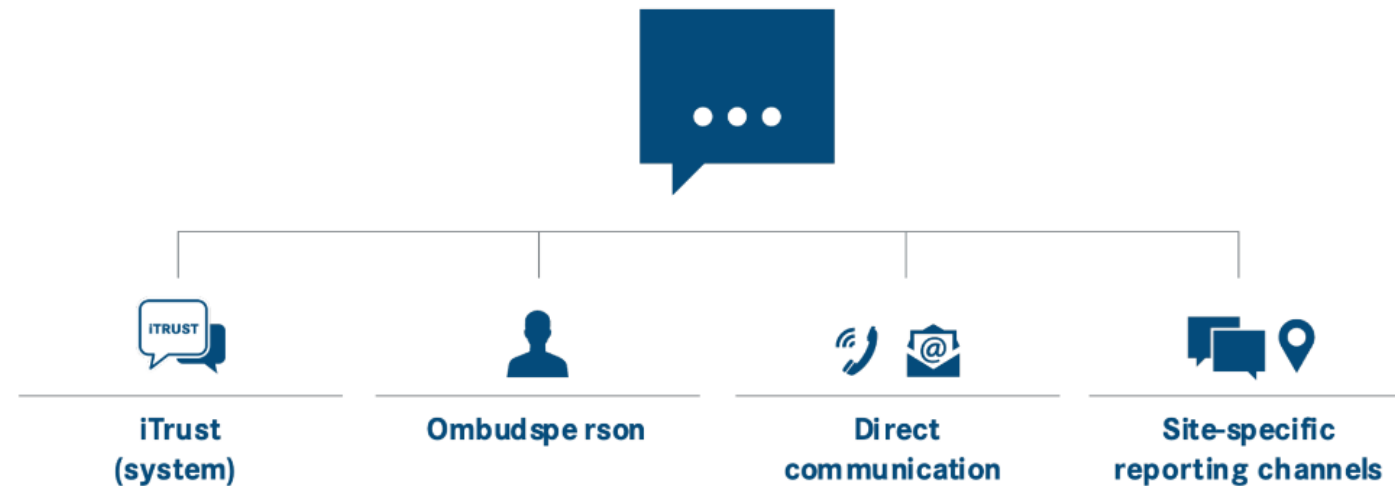 iTRUST
@
iTrust
(system)
Ombudspe rson
Direct
communication
Site-specific
reporting channels